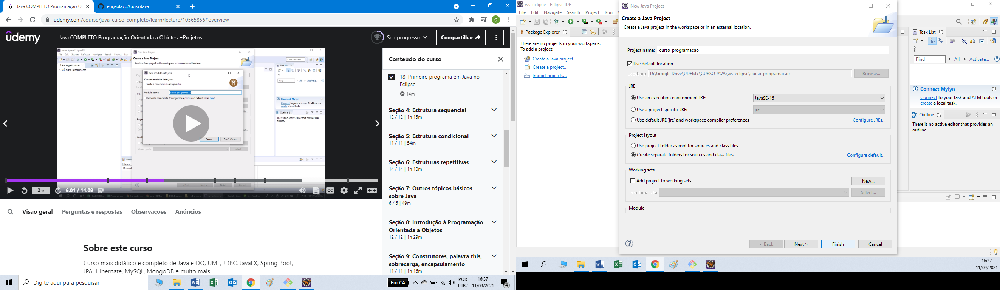 Java COMPLETO Programação O
eng-olavo/CursoJava
udemy.com/course/java-curso-completo/learn/lecture/10565856#overview
O
udemy
Java COMPLETO Programação Orientada a Objetos +Projetos
Seu progresso
Compartilhar
ws-eclipse - Eclipse IDE
File Edit Source Refactor Navigate Search Project Run
Package Explorer
curso_programacao
New Java Project
Create a Java Project
Create a Java project in the workspace or in an external location.
New module-info.java
Create module-info.java
Create a new module-info.java file.
M
Module name: curso_programacao
Generate comments (configure templates and default value here)
Create
Don't Create
Working sets:
Select...
< Back
Next >
Finish
Cancel
Quick Access
Task List
Find
All
Activate...
Connect Mylyn
Connect to your task and ALM tools or
create a local task.
Outline
There is no active editor that provides an
outline.
0 items
2 x
6:01 / 14:09
CC
Conteúdo do curso
18. Primeiro programa em Java no
Eclipse
14m
Seção 4: Estrutura sequencial
12 / 12 | 1h 15m
Seção 5: Estrutura condicional
11 / 11 | 54m
Seção 6: Estruturas repetitivas
14 / 14 | 1h 10m
Seção 7: Outros tópicos básicos
sobre Java
6 / 6 | 49m
Seção 8: Introdução à Programação
Orientada a Objetos
12 / 12 | 1h 29m
Seção 9: Construtores, palavra this,
sobrecarga, encapsulamento
11 / 11 | 1h 16m
Visão geral
Perguntas e respostas
Observações
Anúncios
Sobre este curso
Curso mais didático e completo de Java e OO, UML, JDBC, JavaFX, Spring Boot,
JPA, Hibernate, MySQL, MongoDB e muito mais
Digite aqui para pesquisar
Em CA
POR
PTB2
16:37
11/09/2021
4
ws-eclipse - Eclipse IDE
File Edit Navigate Search Project Run
Package Explorer
There are no projects in your workspace.
To add a project:
Create a Java project
Create a project...
Import projects...
New Java Project
Create a Java Project
Create a Java project in the workspace or in an external location.
Project name: curso_programacao
Use default location
Location: D:\Google Drive\UDEMY\CURSO JAVA\ws-eclipse\curso_programacao
Browse...
JRE
Use an execution environment JRE:
JavaSE-16
Use a project specific JRE:
jre
Use default JRE 'jre' and workspace compiler preferences
Configure JREs...
Project layout
Use project folder as root for sources and class files
Create separate folders for sources and class files
Configure default...
Working sets
Add project to working sets
New...
Working sets:
Select...
Module
< Back
Next >
Finish
Cancel
Task List
Find
All
Activate...
Connect Mylyn
Connect to your task and ALM tools or
create a local task.
Outline
There is no active editor that provides an
outline.
16:37
11/09/2021